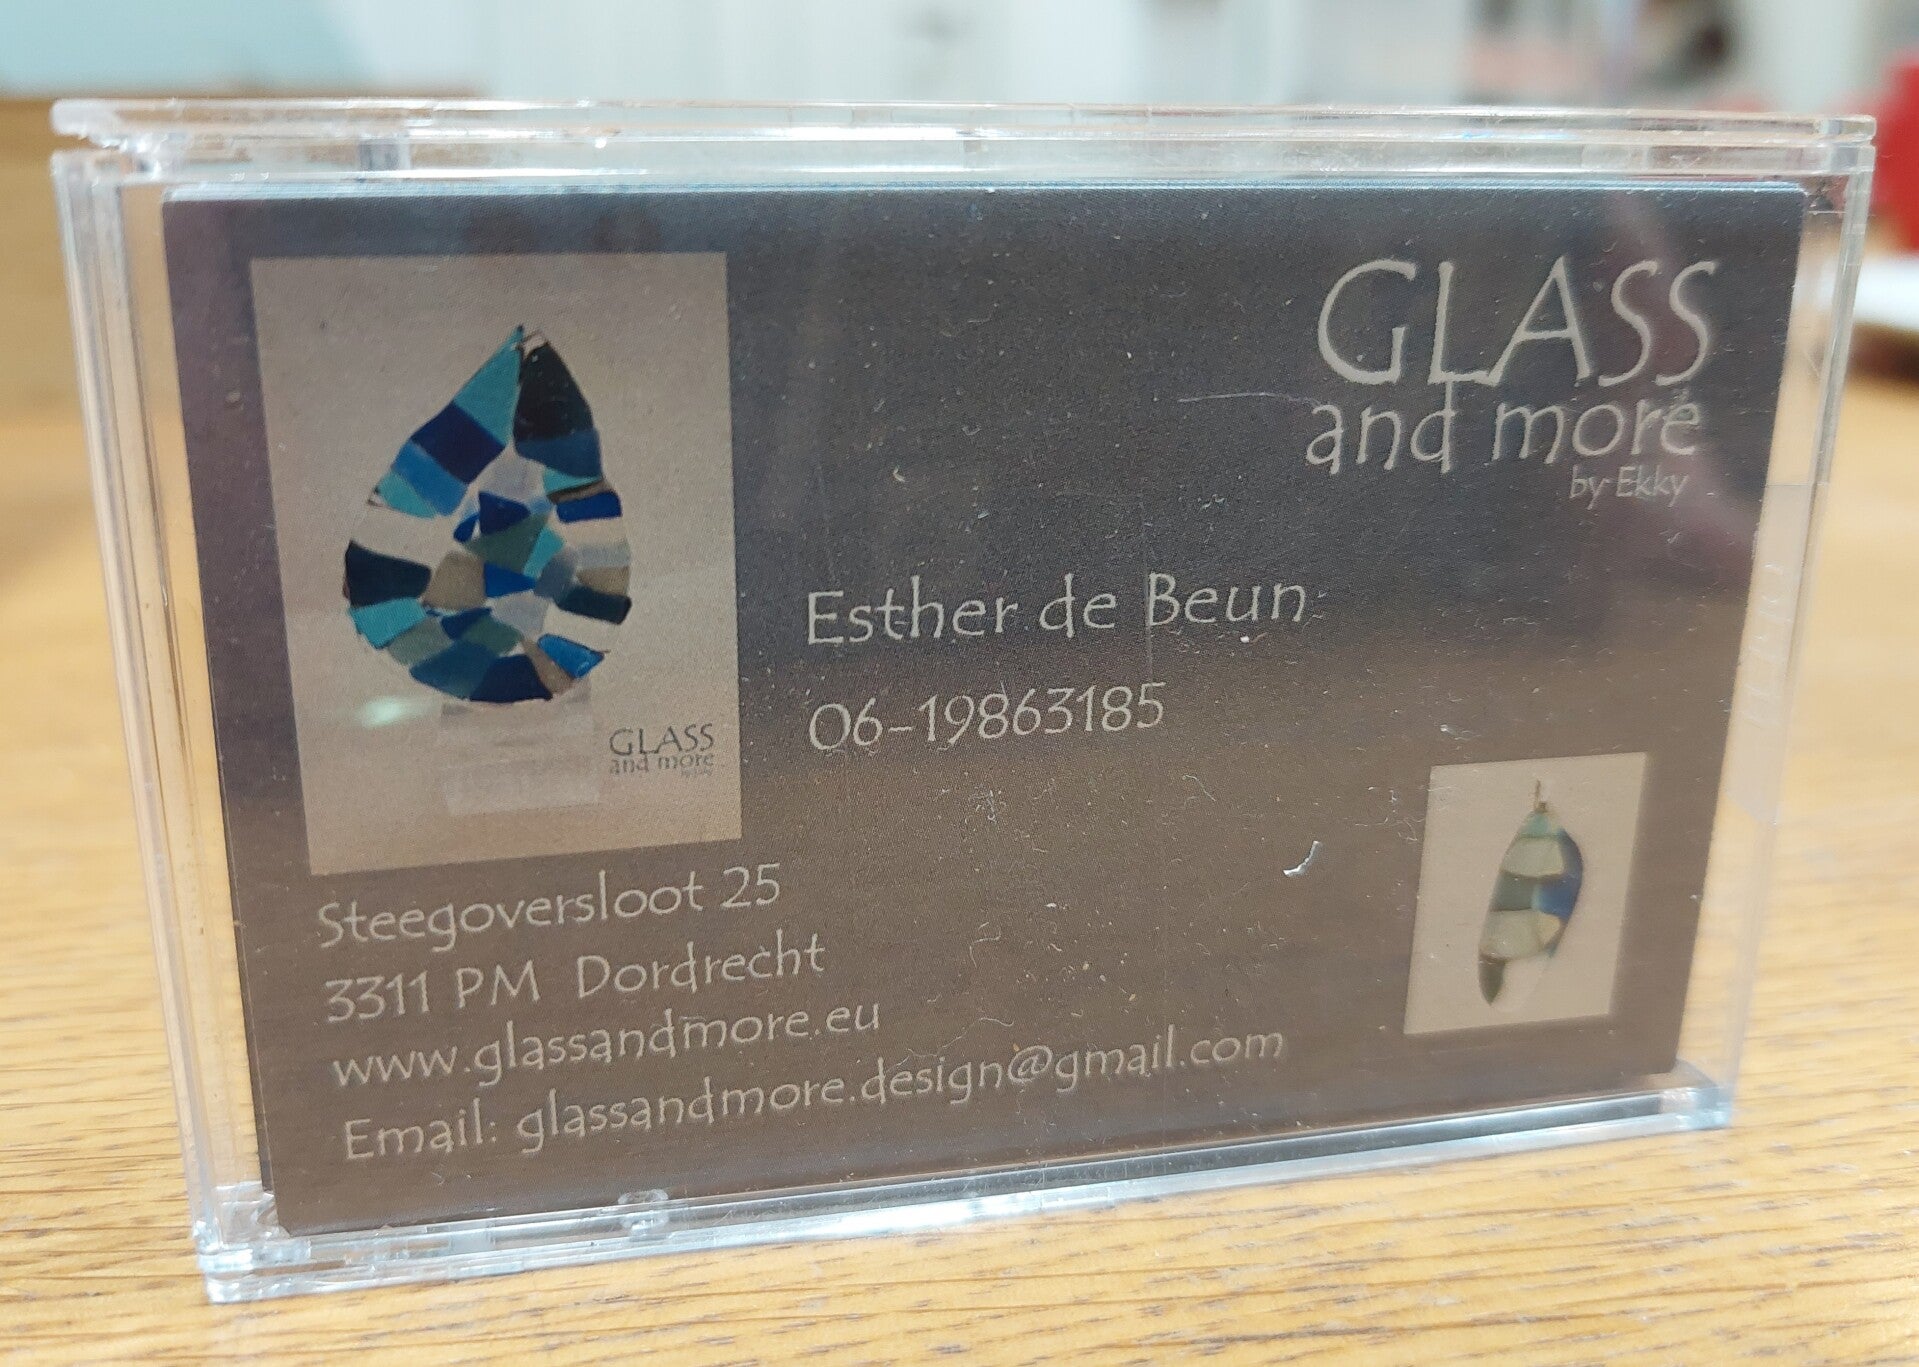 GLASS
and more
by Ekky
GLASS
and more
Esther de Beun
06-19863185
Steegoversloot 25
3311 PM Dordrecht
www.glassandmore.eu
Email: glassandmore.design@gmail.com